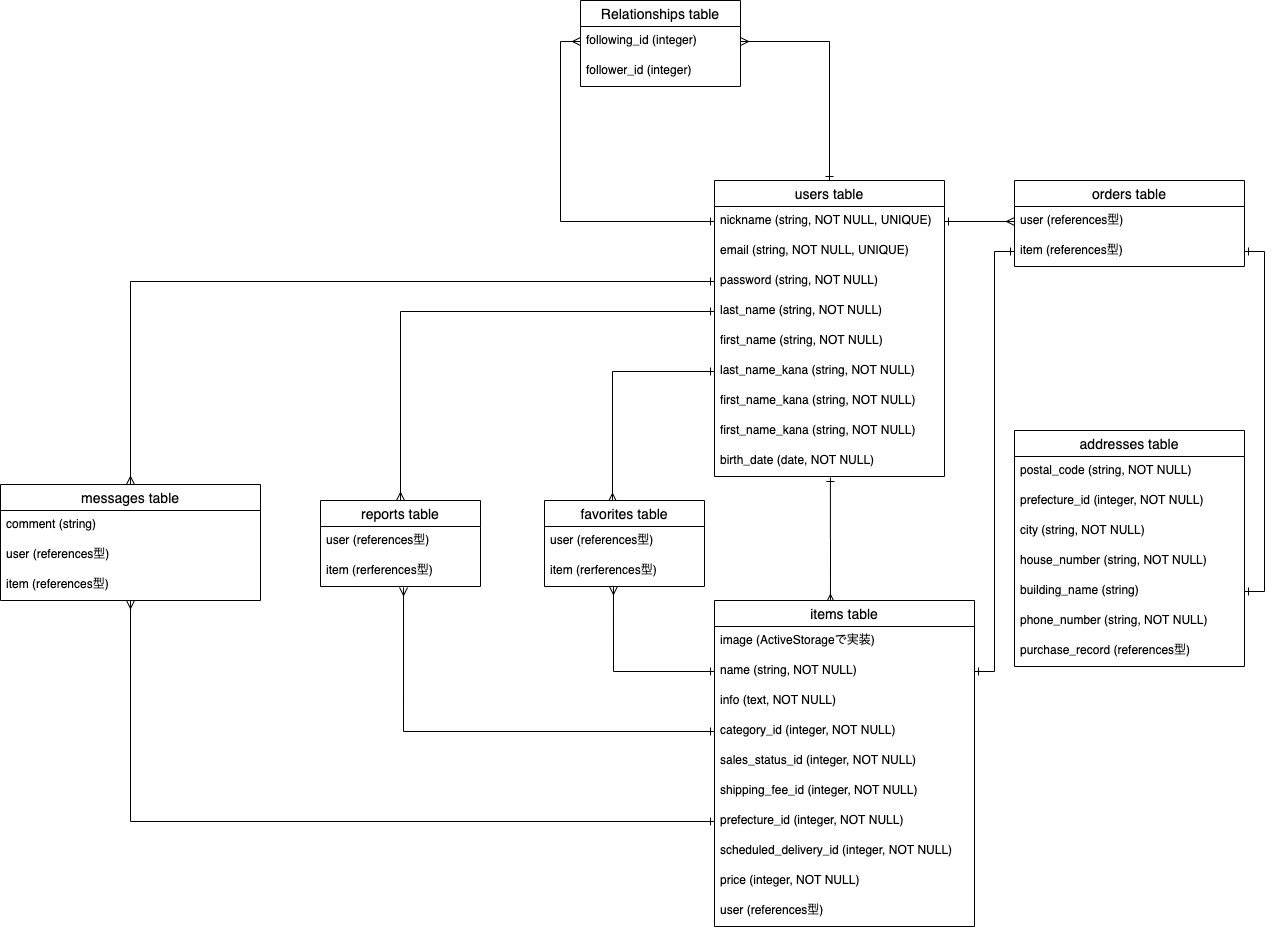 Relationships table
following_id (integer)
follower_id (integer)
users table
nickname (string, NOT NULL, UNIQUE)
email (string, NOT NULL, UNIQUE)
password (string, NOT NULL)
last_name (string, NOT NULL)
first_name (string, NOT NULL)
last_name_kana (string, NOT NULL)
first_name_kana (string, NOT NULL)
first_name_kana (string, NOT NULL)
birth_date (date, NOT NULL)
orders table
user (references型)
item (references型)
addresses table
postal_code (string, NOT NULL)
prefecture_id (integer, NOT NULL)
city (string, NOT NULL)
house_number (string, NOT NULL)
building_name (string)
phone_number (string, NOT NULL)
purchase_record (references型)
messages table
comment (string)
user (references型)
item (rerferences型)
reports table
user (references型)
item (rerferences型)
favorites table
user (references型)
item (rerferences型)
items table
image (ActiveStorageで実装)
name (string, NOT NULL)
info (text, NOT NULL)
category_id (integer, NOT NULL)
sales_status_id (integer, NOT NULL)
shipping_fee_id (integer, NOT NULL)
prefecture_id (integer, NOT NULL)
scheduled_delivery_id (integer, NOT NULL)
price (integer, NOT NULL)
user (references型)